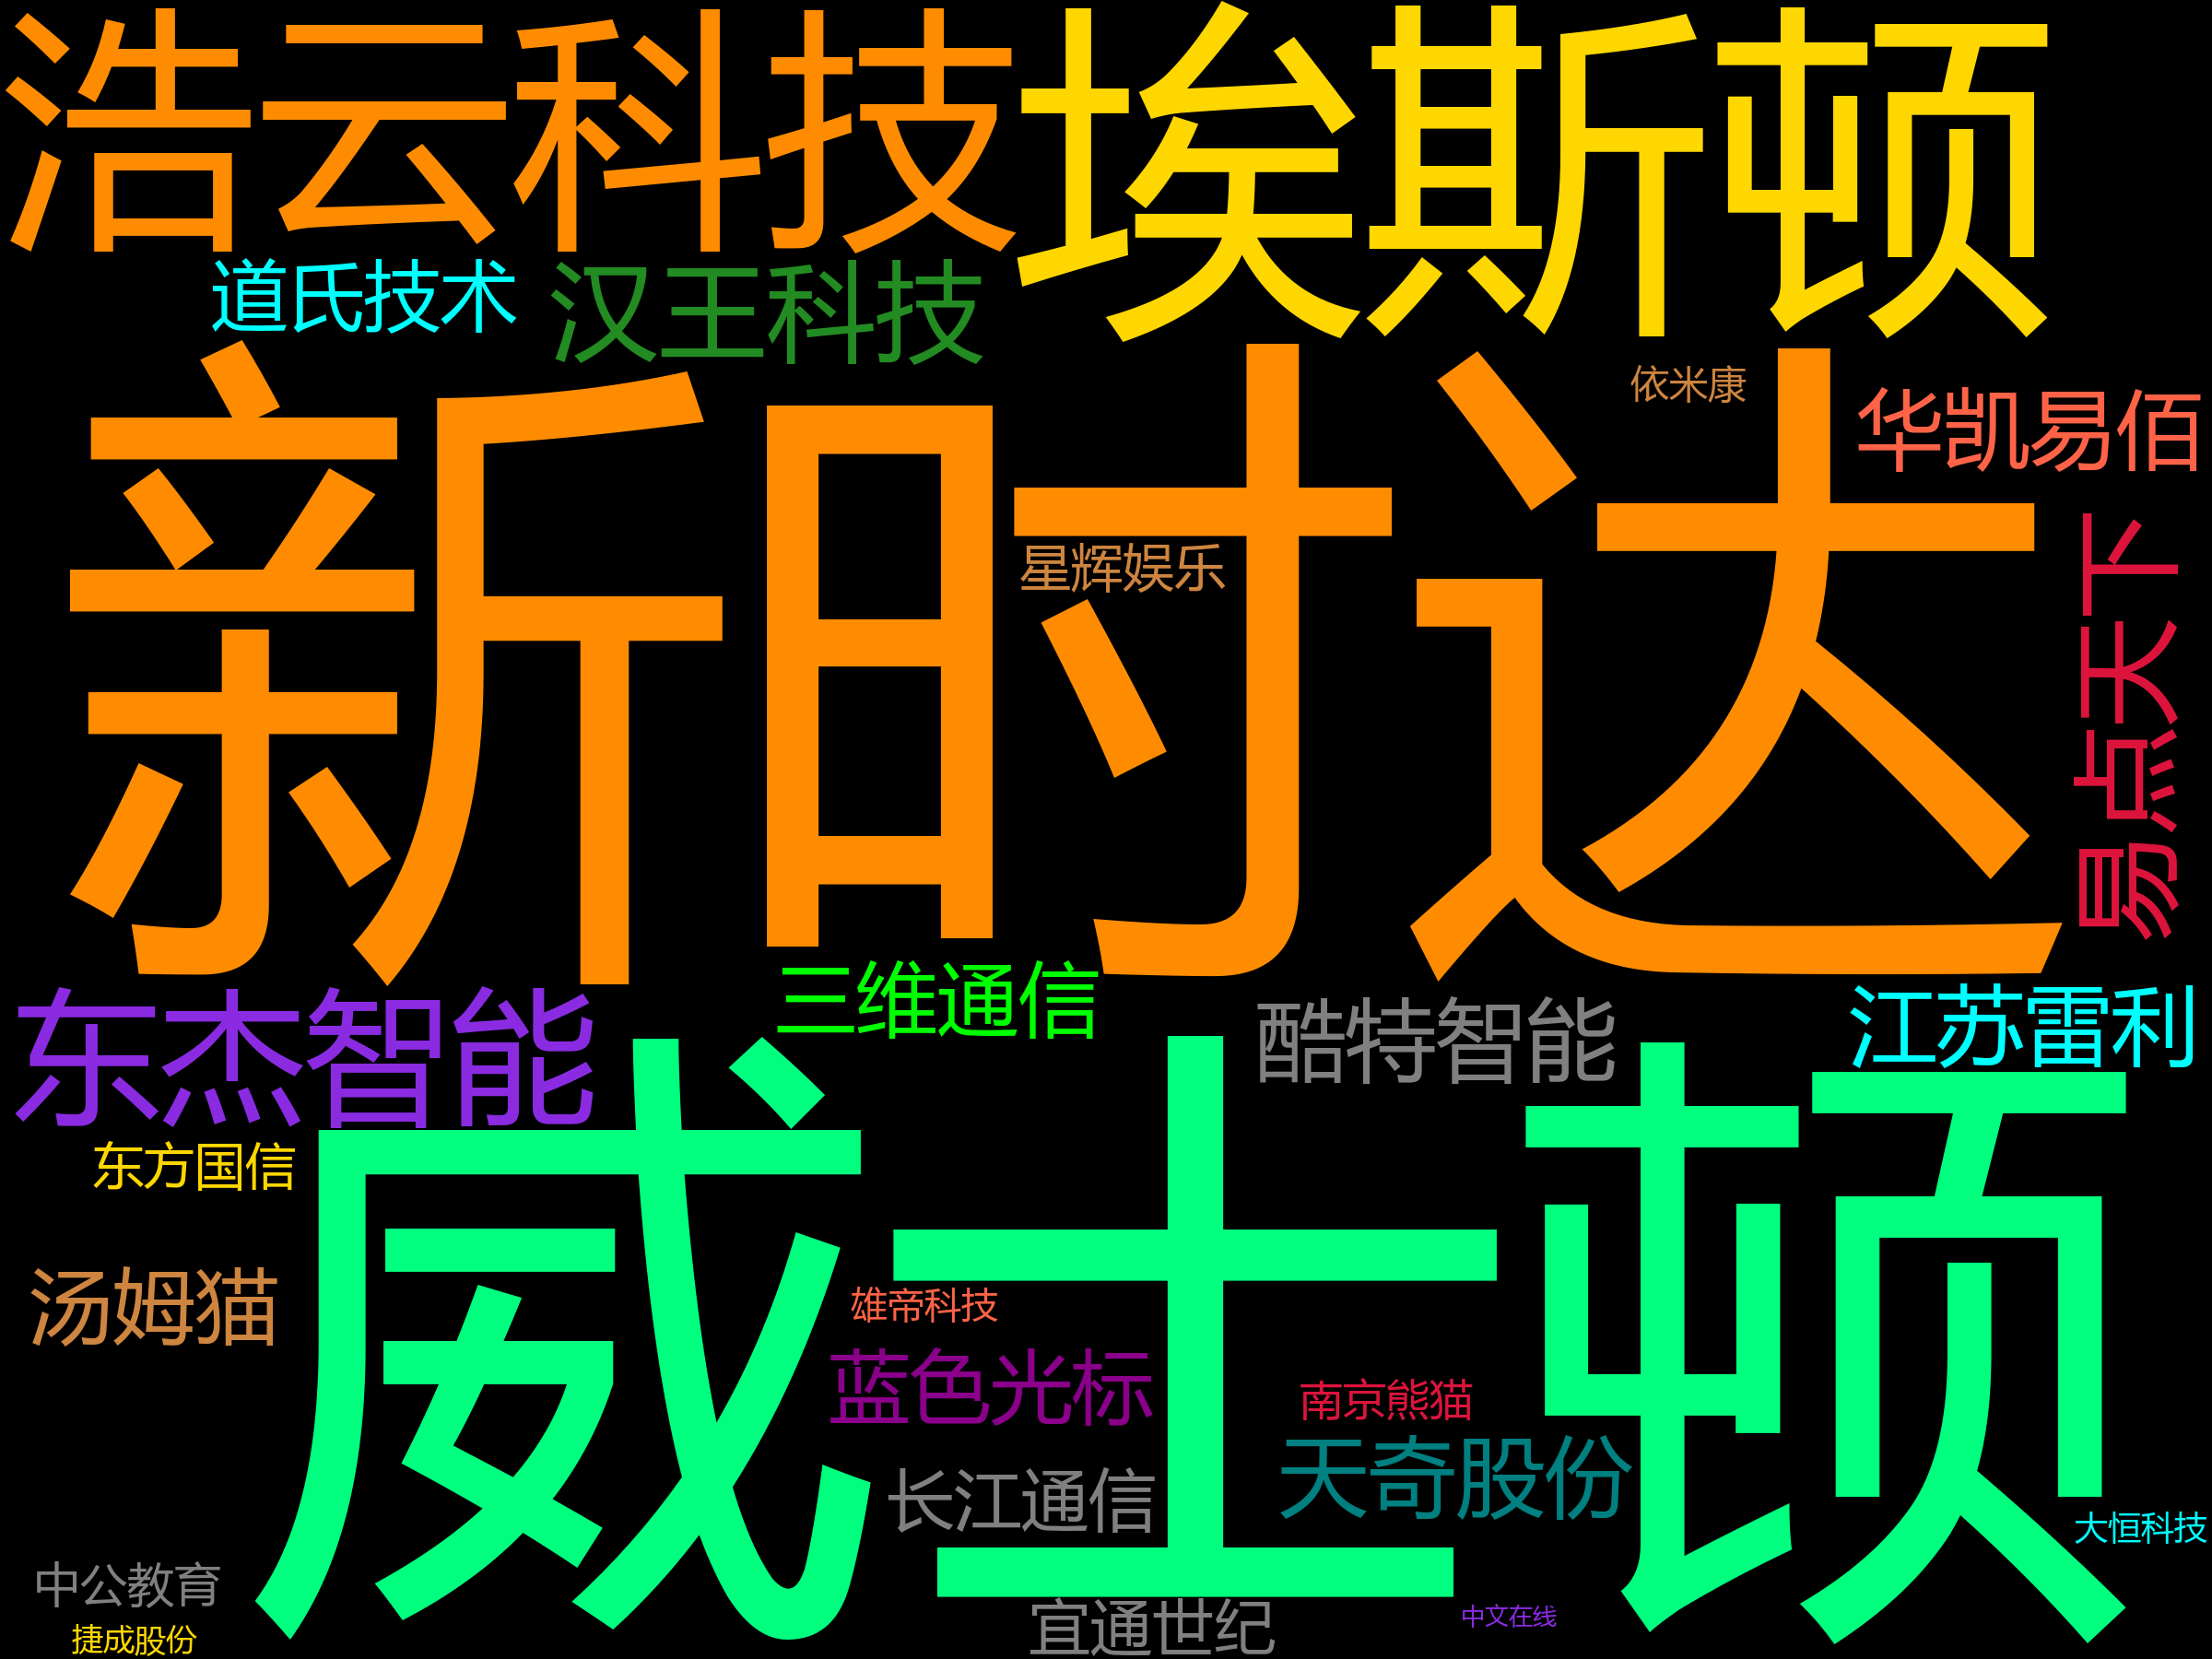 浩云科技
埃斯顿
道氏技术
汉王科技
依米康
华凯易佰
新时达
星辉娱乐
易点天下
三维通信
东杰智能
酷特智能
江苏雷利
东方国信
威士顿
汤姆猫
雄帝科技
蓝色光标
南京熊猫
天奇股份
长江通信
大恒科技
中公教育
宜通世纪
中文在线
建成股份